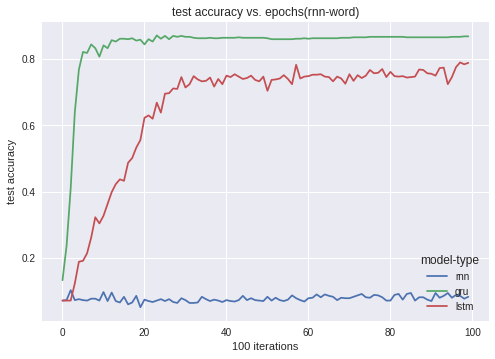 test accuracy vs. epochs(rnn-word)
test accuracy
0.8
0.6
0.4
0.2
0
20
40
60
80
100
100 iterations
model-type
rnn
gru
lstm